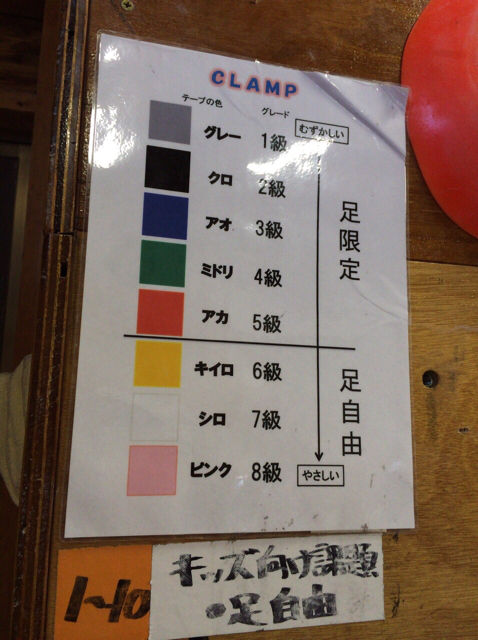 CLAMP
テープの色 グレード
グレー 1級 むずかしい
クロ 2級
アオ 3級
ミドリ 4級
アカ 5級
足限定
キイロ 6級
シロ 7級
ピンク 8級 やさしい
足自由
1~10
キッズ向け課題
・足自由